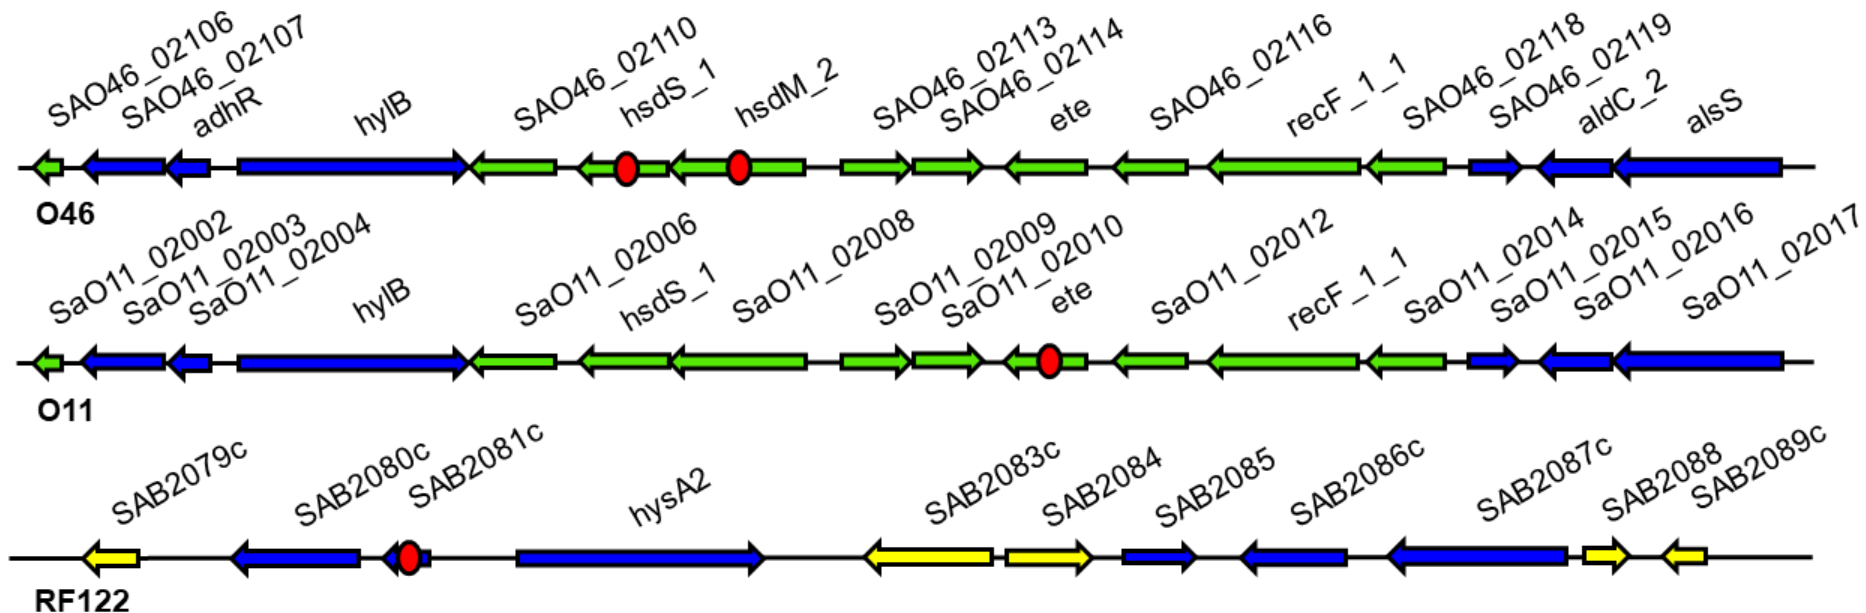 SAO46_02106
SAO46_02107
adhR
hylB
SAO46_02110
hsdS_1
hsdM_2
SAO46_02113
SAO46_02114
ete
SAO46_02116
recF_1_1
SAO46_02118
SAO46_02119
aldC_2
alsS
O46
SaO11_02002
SaO11_02003
SaO11_02004
hylB
SaO11_02006
hsdS_1
SaO11_02008
SaO11_02009
SaO11_02010
ete
SaO11_02012
recF_1_1
SaO11_02014
SaO11_02015
SaO11_02016
SaO11_02017
O11
SAB2079c
SAB2080c
SAB2081c
hysA2
SAB2083c
SAB2084
SAB2085
SAB2086c
SAB2087c
SAB2088
SAB2089c
RF122